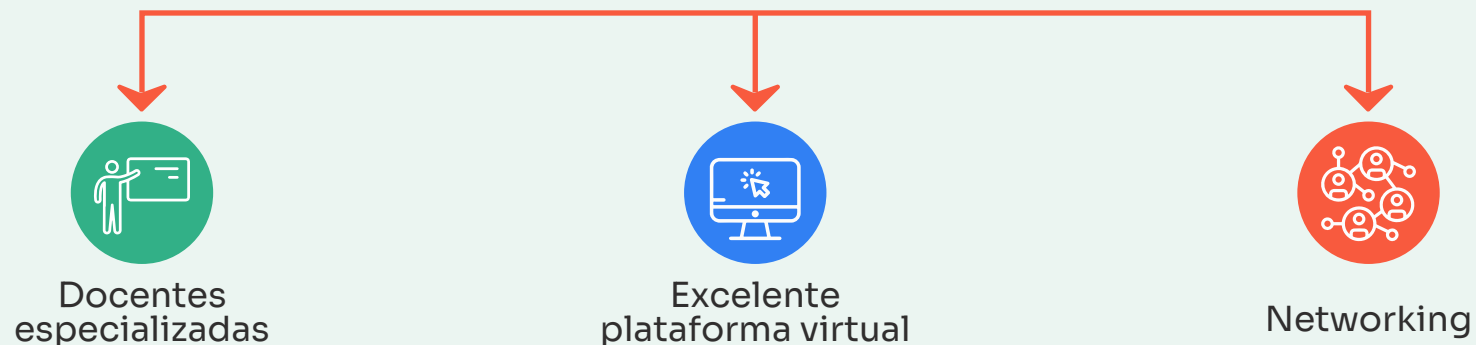 Docentes
especializadas
Excelente
plataforma virtual
Networking